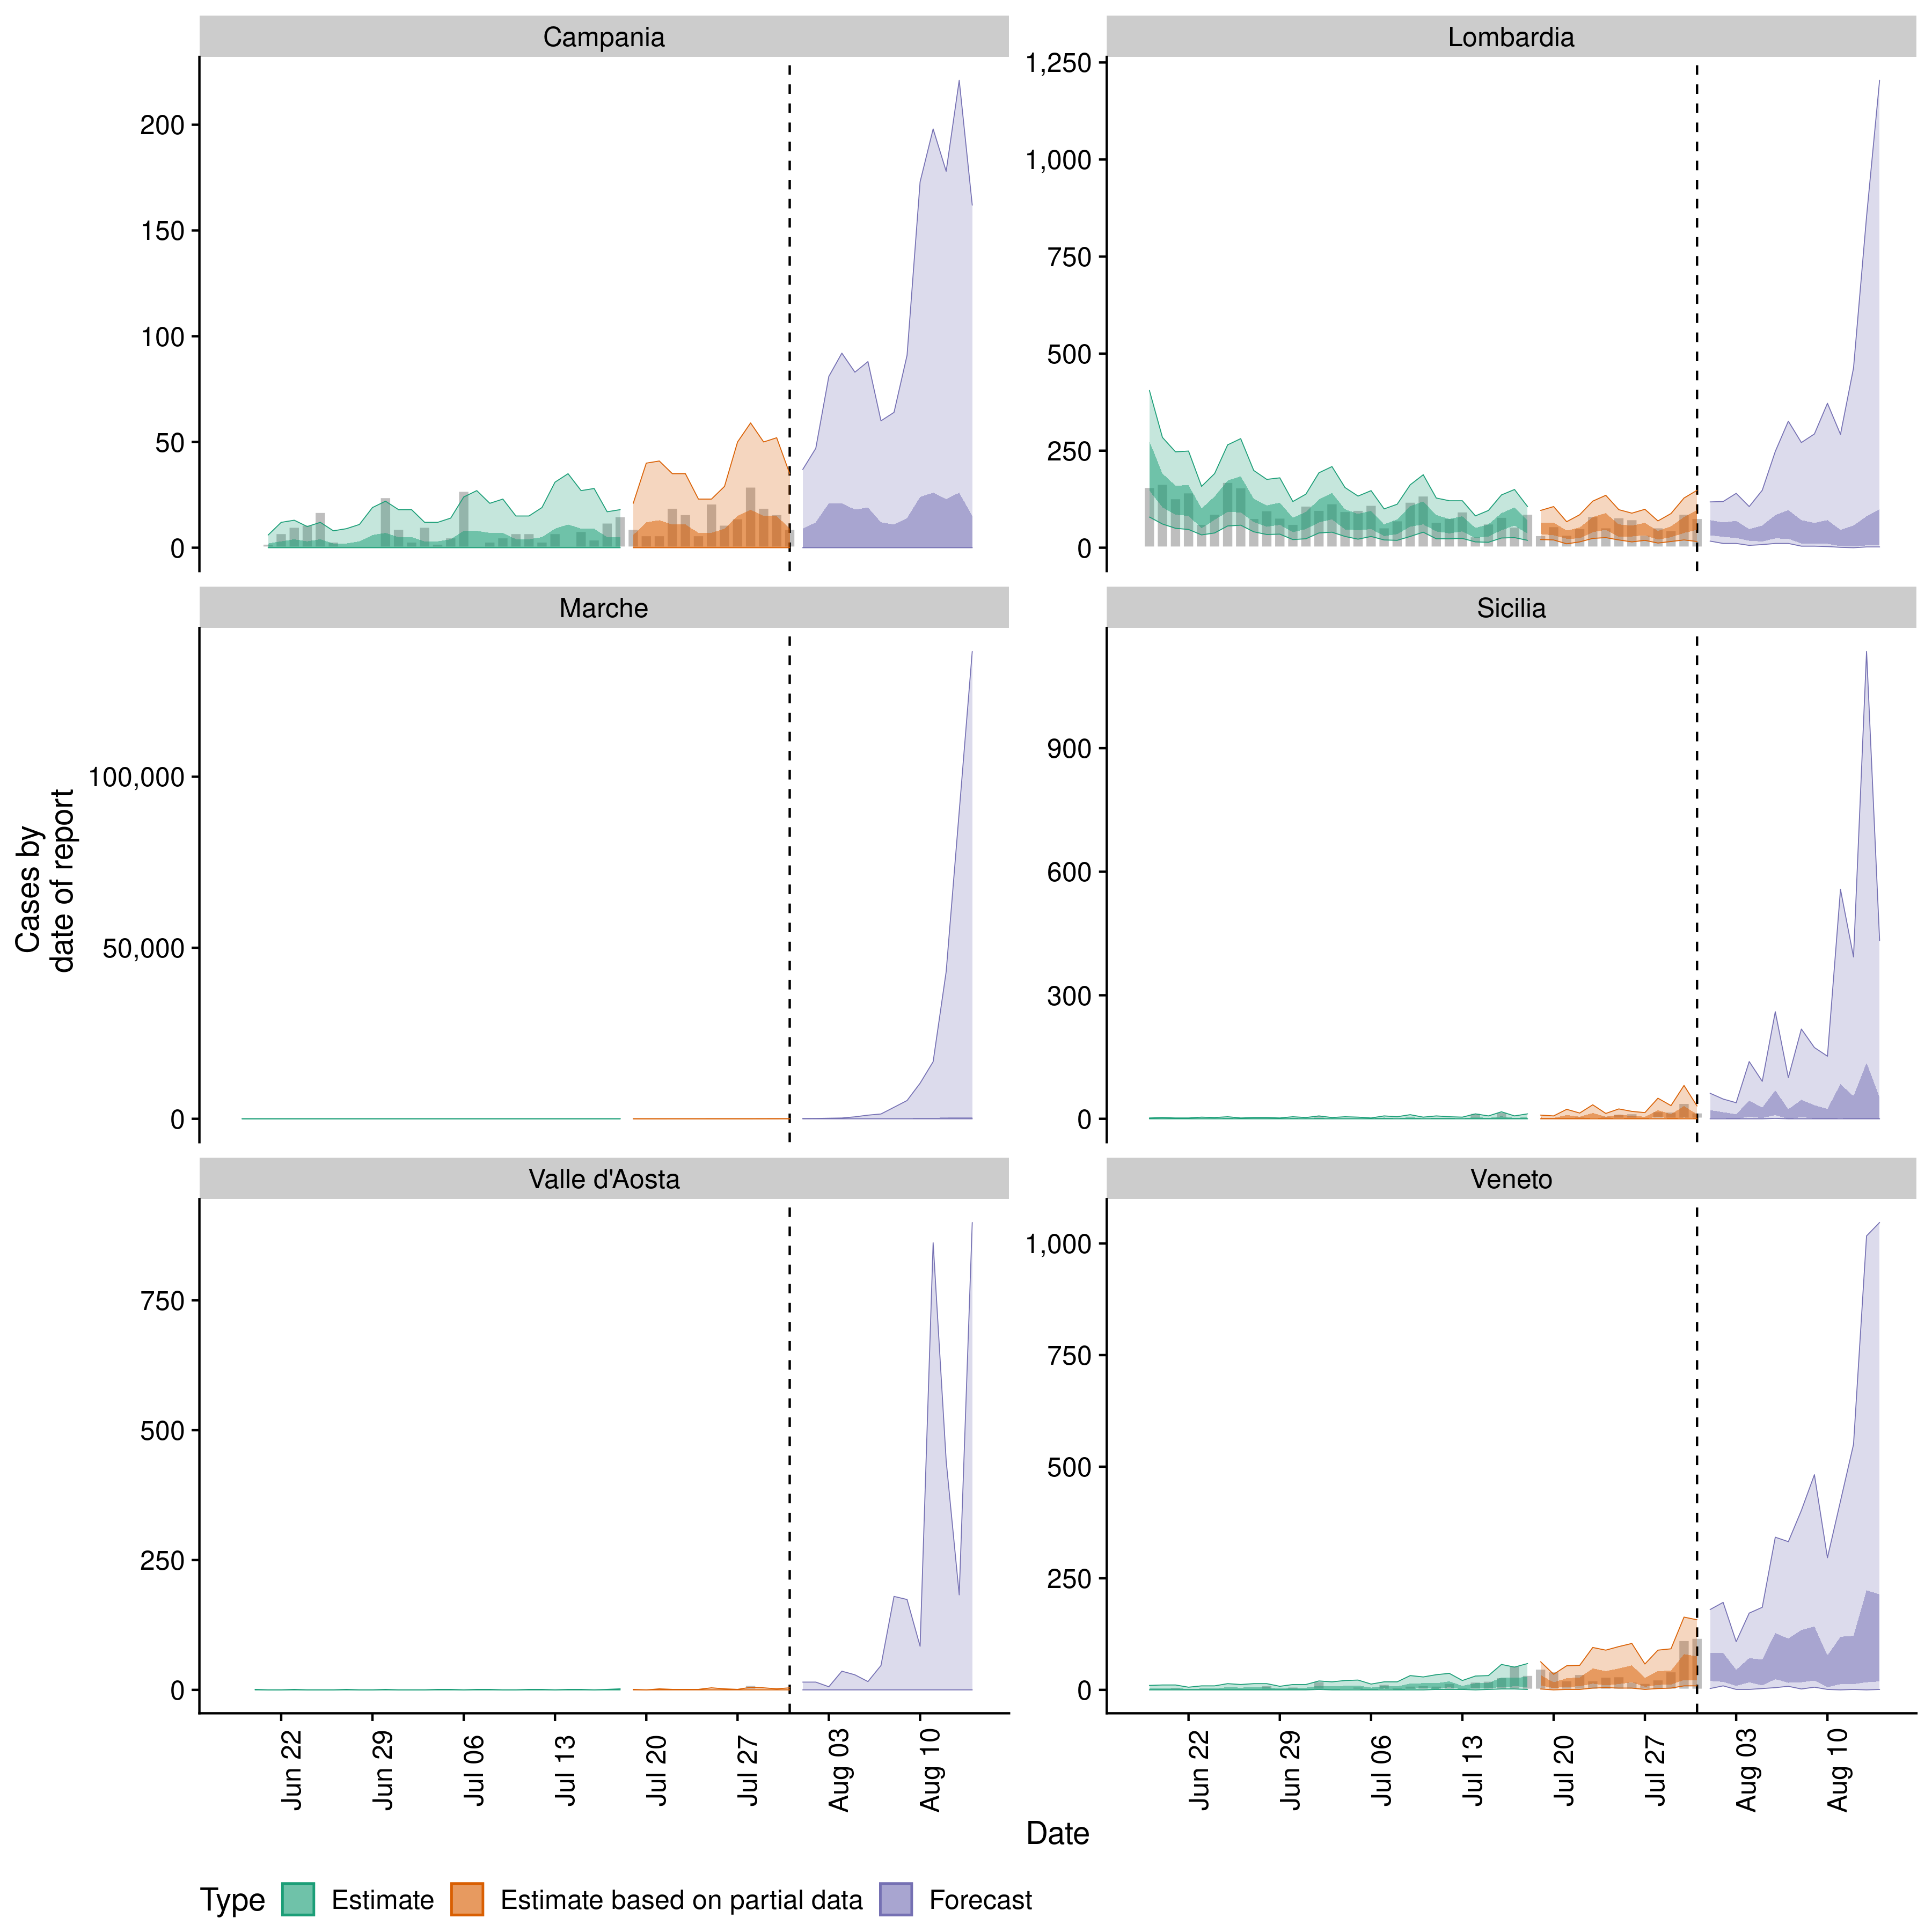 Campania
Lombardia
200
150
100
50
0
1,250
1,000
750
500
250
0
Marche
Sicilia
100,000
50,000
0
900
600
300
0
Valle d'Aosta
Veneto
750
500
250
0
1,000
750
500
250
0
Cases by
date of report
Jun 22
Jun 29
Jul 06
Jul 13
Jul 20
Jul 27
Aug 03
Aug 10
Jun 22
Jun 29
Jul 06
Jul 13
Jul 20
Jul 27
Aug 03
Aug 10
Date
Type Estimate Estimate based on partial data Forecast